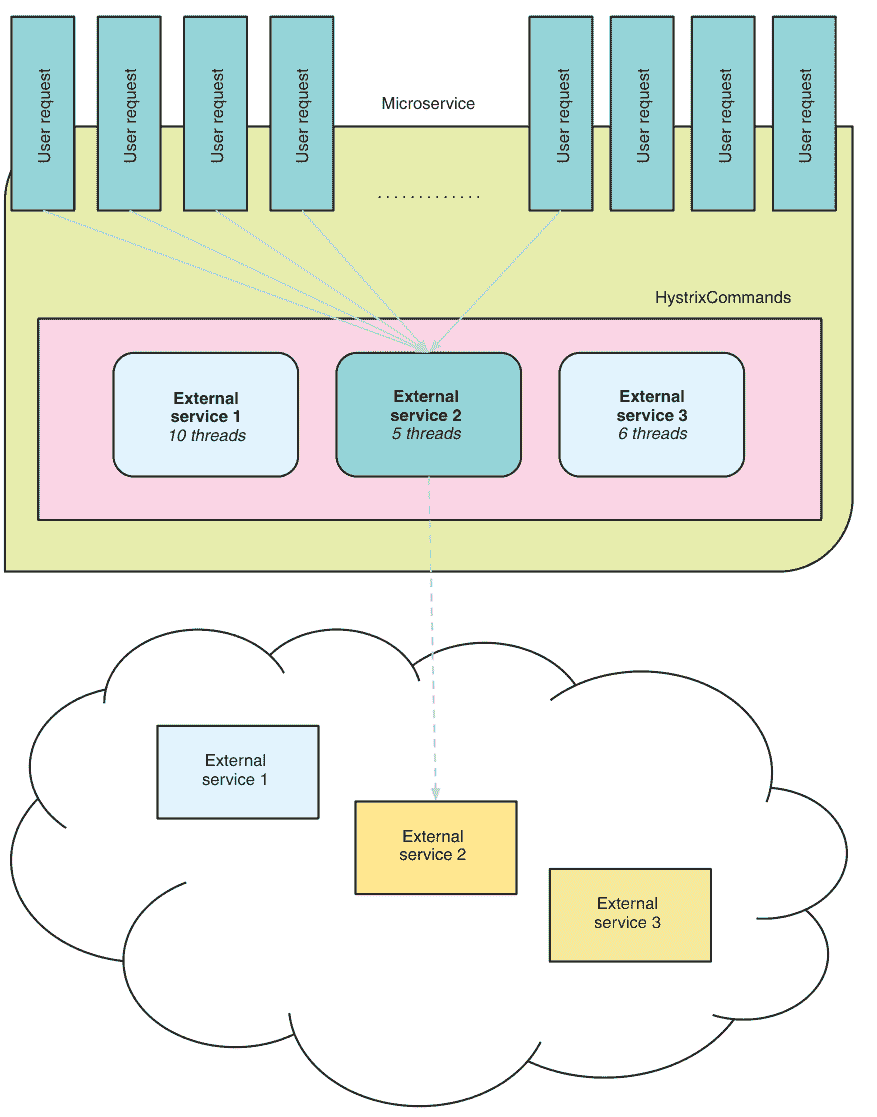 User request
User request
User request
User request
User request
User request
User request
User request
Microservice
.............
HystrixCommands
External
service 1
10 threads
External
service 2
5 threads
External
service 3
6 threads
External
service 1
External
service 2
External
service 3